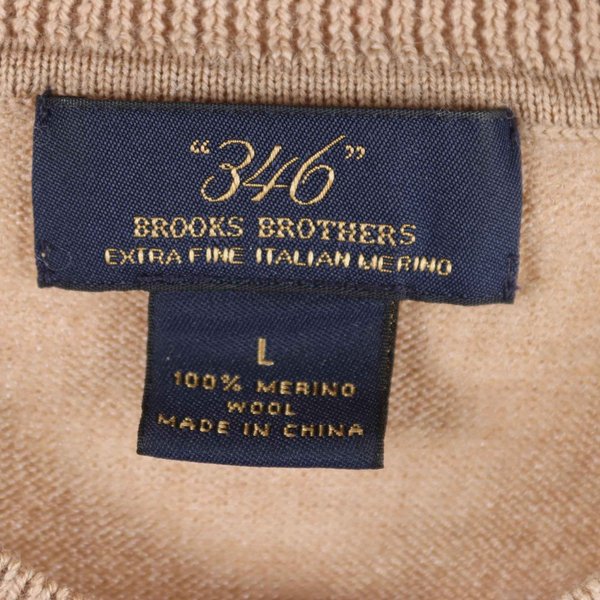 “346”
BROOKS BROTHERS
EXTRA FINE ITALIAN MERINO
L
100% MERINO
WOOL
MADE IN CHINA